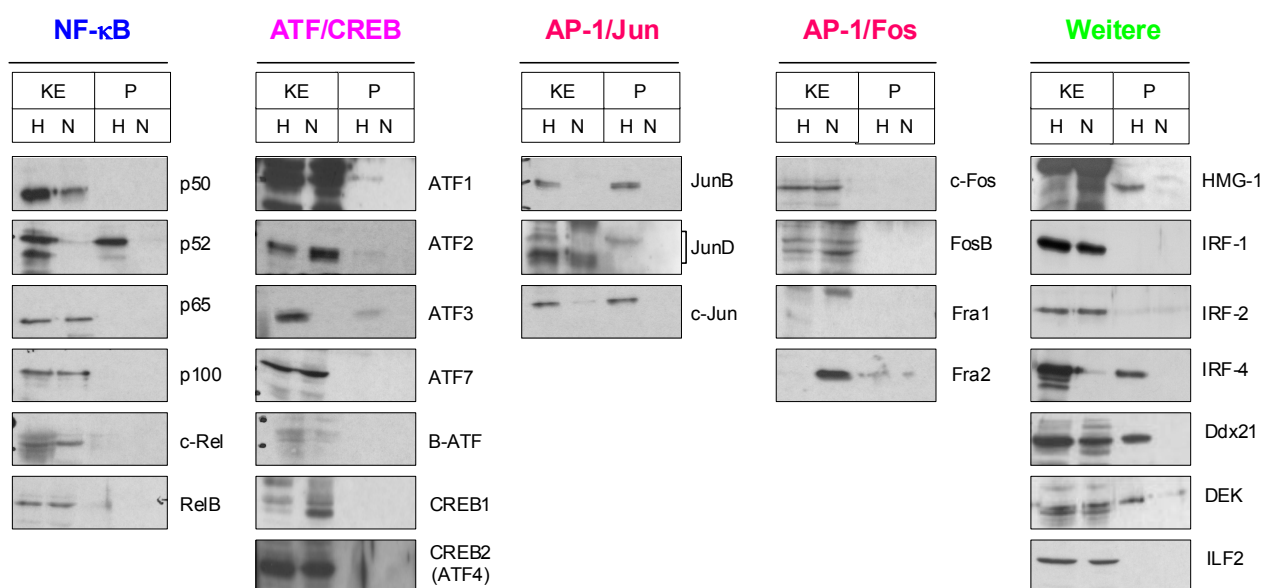 NF-κB
KE P
H N H N
p50
p52
p65
p100
c-Rel
RelB
ATF/CREB
KE P
H N H N
ATF1
ATF2
ATF3
ATF7
B-ATF
CREB1
CREB2
(ATF4)
AP-1/Jun
KE P
H N H N
JunB
JunD
c-Jun
AP-1/Fos
KE P
H N H N
c-Fos
FosB
Fra1
Fra2
Weitere
KE P
H N H N
HMG-1
IRF-1
IRF-2
IRF-4
Ddx21
DEK
ILF2